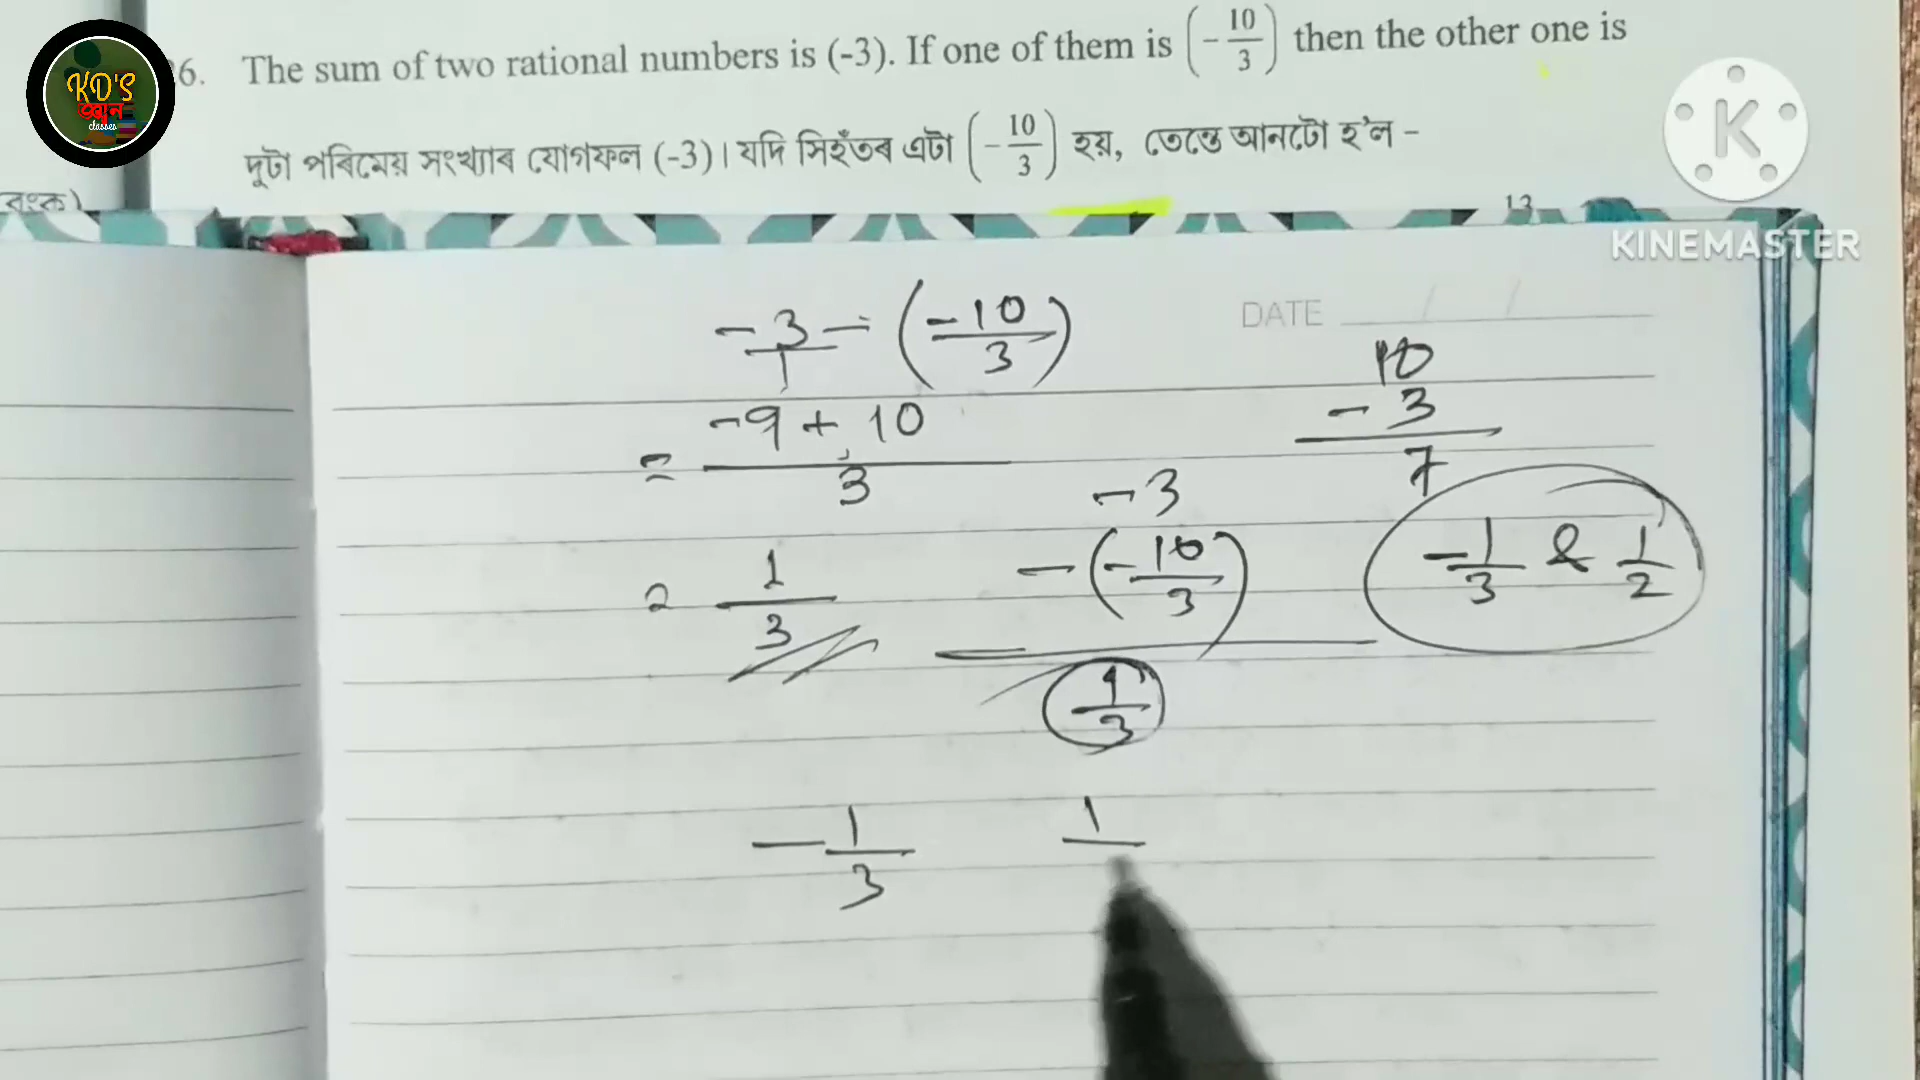 KD'S
জ্ঞান
classes
6. The sum of two rational numbers is (-3). If one of them is (-10/3) then the other one is
দুটা পৰিমেয় সংখ্যাৰ যোগফল (-3)। যদি সিহঁতৰ এটা (-10/3) হয়, তেন্তে আনটো হ'ল –
K
KINEMASTER
13
DATE
-3/1 - (-10/3)
= -9 + 10 / 3
= 1/3
10
- 3
7
-3
- (-10/3)
1/3
-1/3 & 1/2
-1/3 1